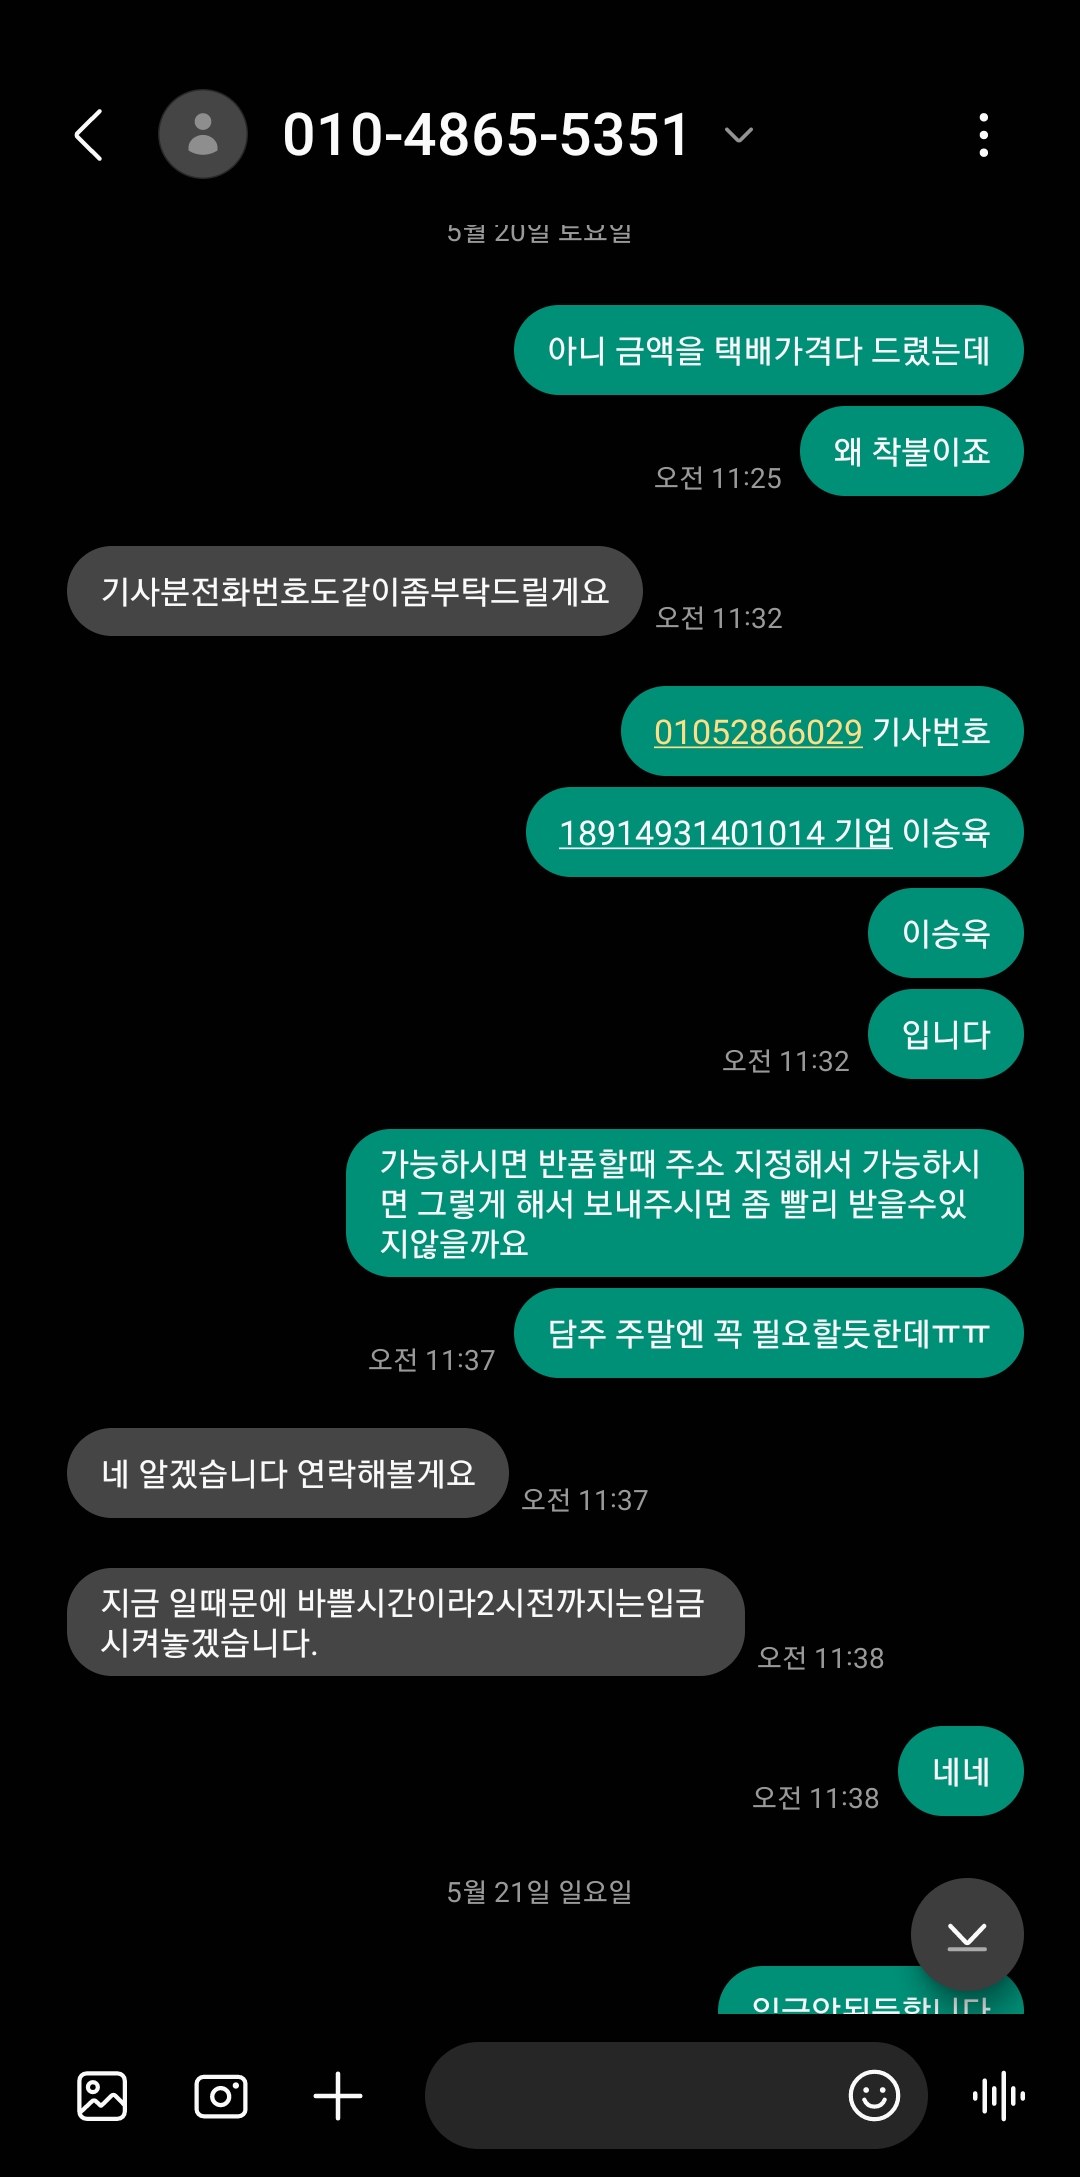 010-4865-5351
5월 20일 토요일
아니 금액을 택배가격다 드렸는데
왜 착불이죠
오전 11:25
기사분전화번호도같이좀부탁드릴게요
오전 11:32
01052866029 기사번호
18914931401014 기업 이승육
이승욱
입니다
오전 11:32
가능하시면 반품할때 주소 지정해서 가능하시
면 그렇게 해서 보내주시면 좀 빨리 받을수있
지않을까요
담주 주말엔 꼭 필요할듯한데ㅠㅠ
오전 11:37
네 알겠습니다 연락해볼게요
오전 11:37
지금 일때문에 바쁠시간이라2시전까지는입금
시켜놓겠습니다.
오전 11:38
네네
오전 11:38
5월 21일 일요일
입금안된듯합니다